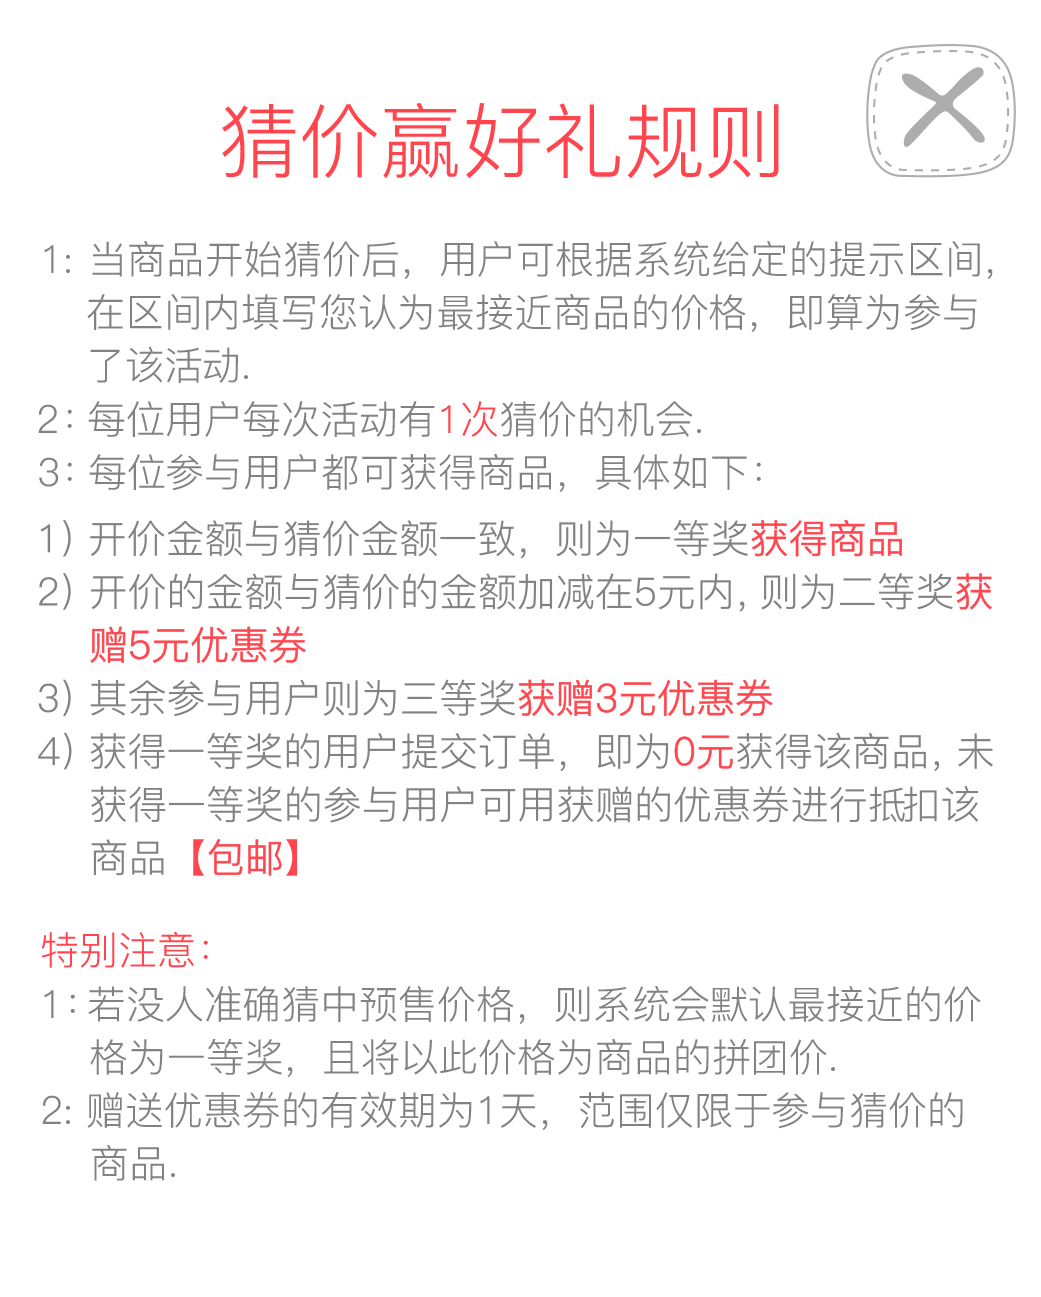 猜价赢好礼规则
1: 当商品开始猜价后，用户可根据系统给定的提示区间，
在区间内填写您认为最接近商品的价格，即算为参与
了该活动.
2: 每位用户每次活动有1次猜价的机会.
3: 每位参与用户都可获得商品，具体如下：
1) 开价金额与猜价金额一致，则为一等奖获得商品
2) 开价的金额与猜价的金额加减在5元内, 则为二等奖获
赠5元优惠券
3) 其余参与用户则为三等奖获赠3元优惠券
4) 获得一等奖的用户提交订单，即为0元获得该商品, 未
获得一等奖的参与用户可用获赠的优惠券进行抵扣该
商品【包邮】
特别注意：
1: 若没人准确猜中预售价格，则系统会默认最接近的价
格为一等奖，且将以此价格为商品的拼团价.
2: 赠送优惠券的有效期为1天，范围仅限于参与猜价的
商品.